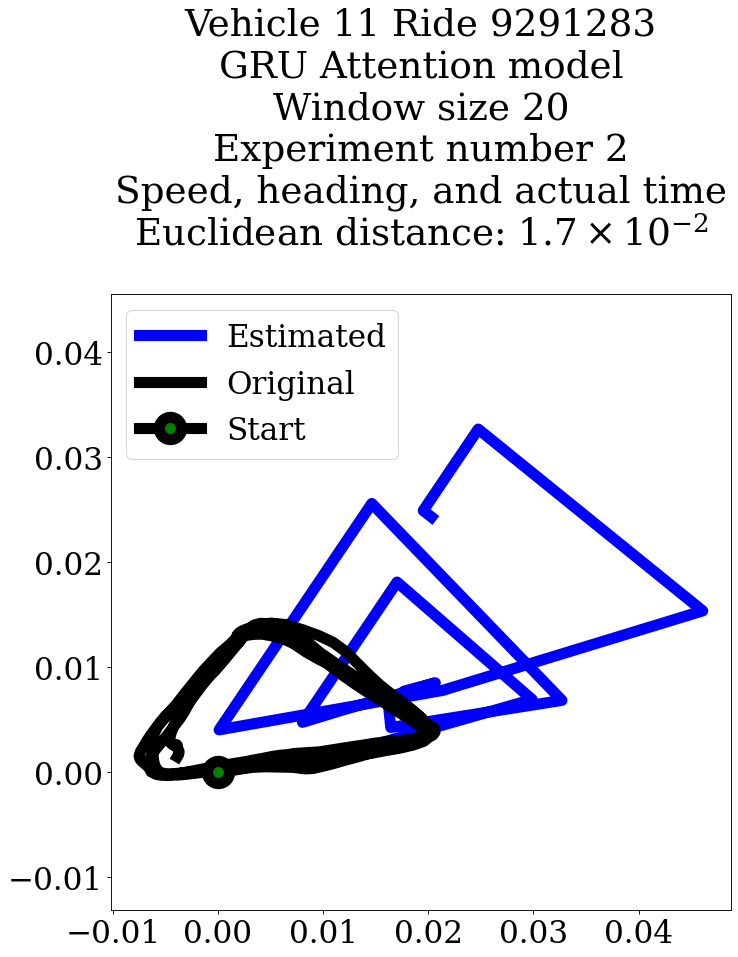 Vehicle 11 Ride 9291283
GRU Attention model
Window size 20
Experiment number 2
Speed, heading, and actual time
Euclidean distance: 1.7 × 10⁻²
Estimated
Original
Start
0.04
0.03
0.02
0.01
0.00
−0.01
−0.01 0.00 0.01 0.02 0.03 0.04